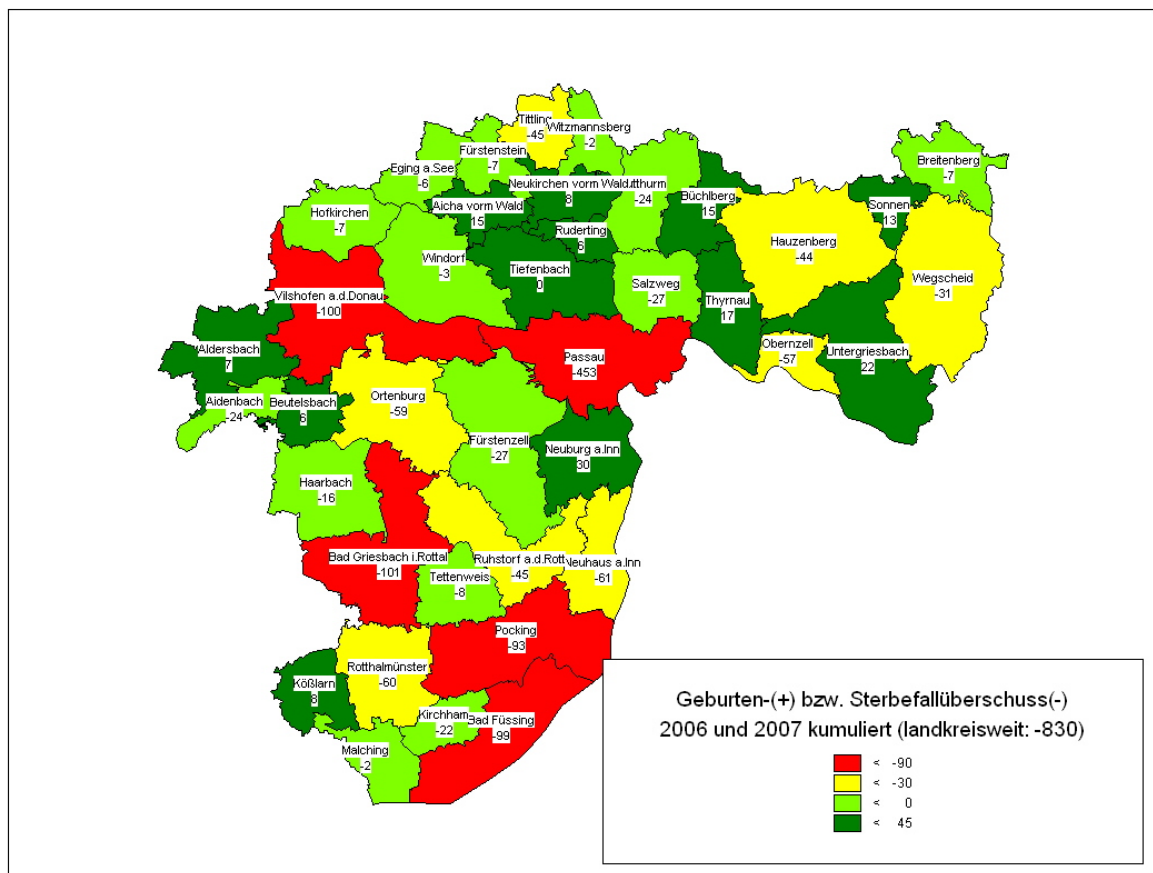 Tittling
-45
Witzmannsberg
-2
Fürstenstein
-7
Eging a.See
-6
Neukirchen vorm Wald
8
utthurm
-24
Breitenberg
-7
Aicha vorm Wald
15
Büchlberg
15
Sonnen
13
Hofkirchen
-7
Ruderting
6
Hauzenberg
-44
Windorf
-3
Tiefenbach
0
Wegscheid
-31
Salzweg
-27
Vilshofen a.d.Donau
-100
Thyrnau
17
Aldersbach
7
Passau
-453
Obernzell
-57
Untergriesbach
22
Aidenbach
-24
Beutelsbach
6
Ortenburg
-59
Fürstenzell
-27
Neuburg a.Inn
30
Haarbach
-16
Bad Griesbach i.Rottal
-101
Ruhstorf a.d.Rott
-45
Neuhaus a.Inn
-61
Tettenweis
-8
Pocking
-93
Rotthalmünster
-60
Kößlarn
8
Kirchham
-22
Bad Füssing
-99
Malching
-2
Geburten-(+) bzw. Sterbefallüberschuss(-)
2006 und 2007 kumuliert (landkreisweit: -830)
< -90
< -30
< 0
< 45